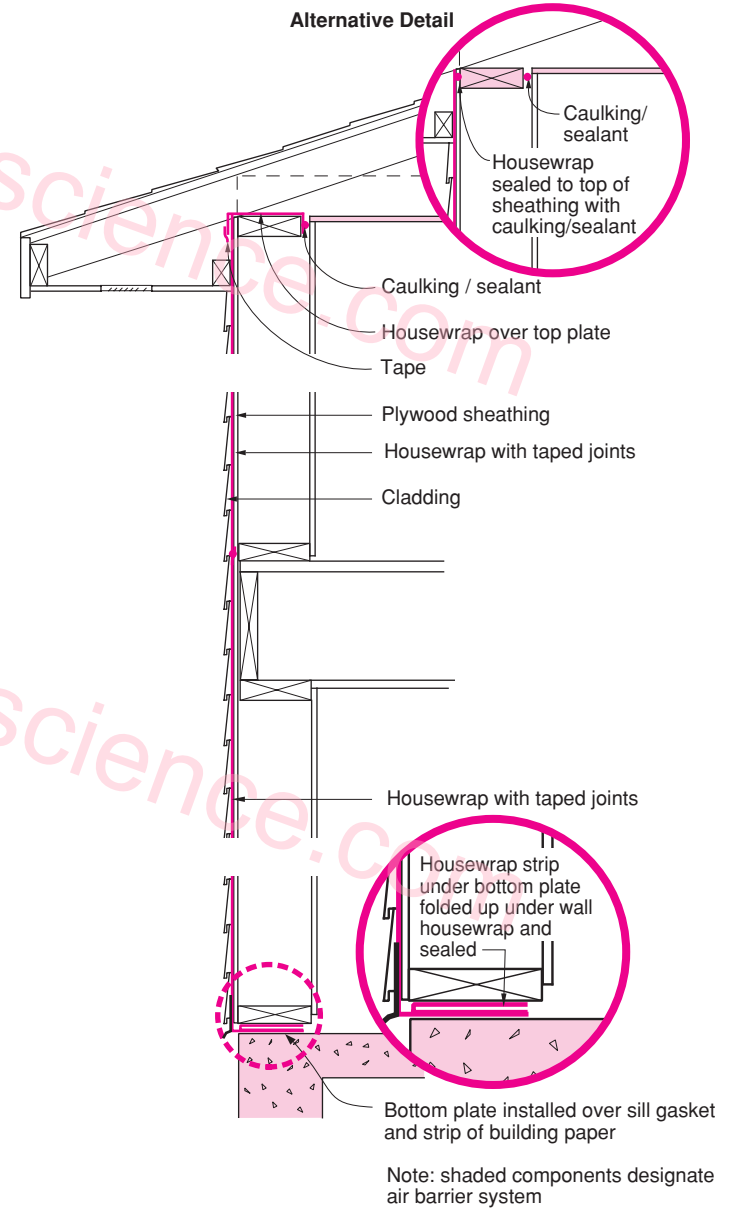 Alternative Detail
Caulking/
sealant
Housewrap
sealed to top of
sheathing with
caulking/sealant
Caulking / sealant
Housewrap over top plate
Tape
Plywood sheathing
Housewrap with taped joints
Cladding
Housewrap with taped joints
Housewrap strip
under bottom plate
folded up under wall
housewrap and
sealed
Bottom plate installed over sill gasket
and strip of building paper
Note: shaded components designate
air barrier system
science.com
science.com